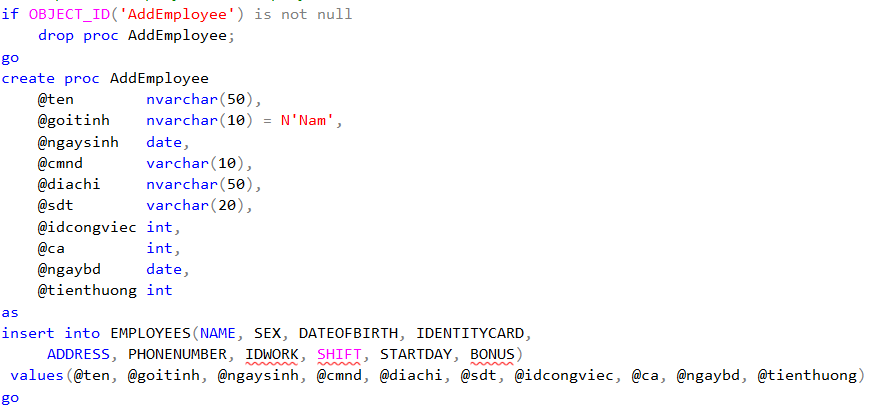 if OBJECT_ID('AddEmployee') is not null
    drop proc AddEmployee;
go
create proc AddEmployee
    @ten        nvarchar(50),
    @goitinh    nvarchar(10) = N'Nam',
    @ngaysinh   date,
    @cmnd       varchar(10),
    @diachi     nvarchar(50),
    @sdt        varchar(20),
    @idcongviec int,
    @ca         int,
    @ngaybd     date,
    @tienthuong int
as
insert into EMPLOYEES(NAME, SEX, DATEOFBIRTH, IDENTITYCARD,
     ADDRESS, PHONENUMBER, IDWORK, SHIFT, STARTDAY, BONUS)
 values(@ten, @goitinh, @ngaysinh, @cmnd, @diachi, @sdt, @idcongviec, @ca, @ngaybd, @tienthuong)
go